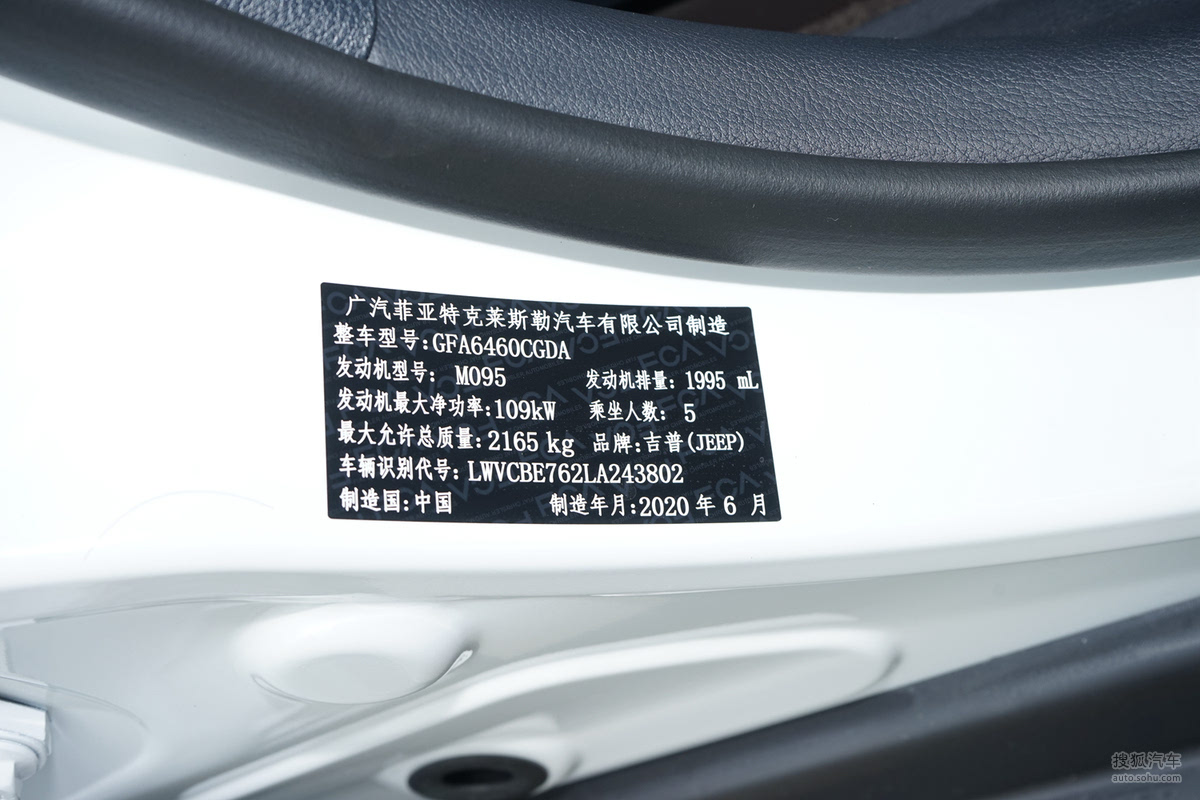 广汽菲亚特克莱斯勒汽车有限公司制造
整车型号:GFA6460CGDA
发动机型号: M095 发动机排量: 1995 mL
发动机最大净功率:109kW 乘坐人数: 5
最大允许总质量:2165 kg 品牌:吉普(JEEP)
车辆识别代号: LWVCBE762LA243802
制造国:中国 制造年月:2020 年 6 月
搜狐汽车
auto.sohu.com